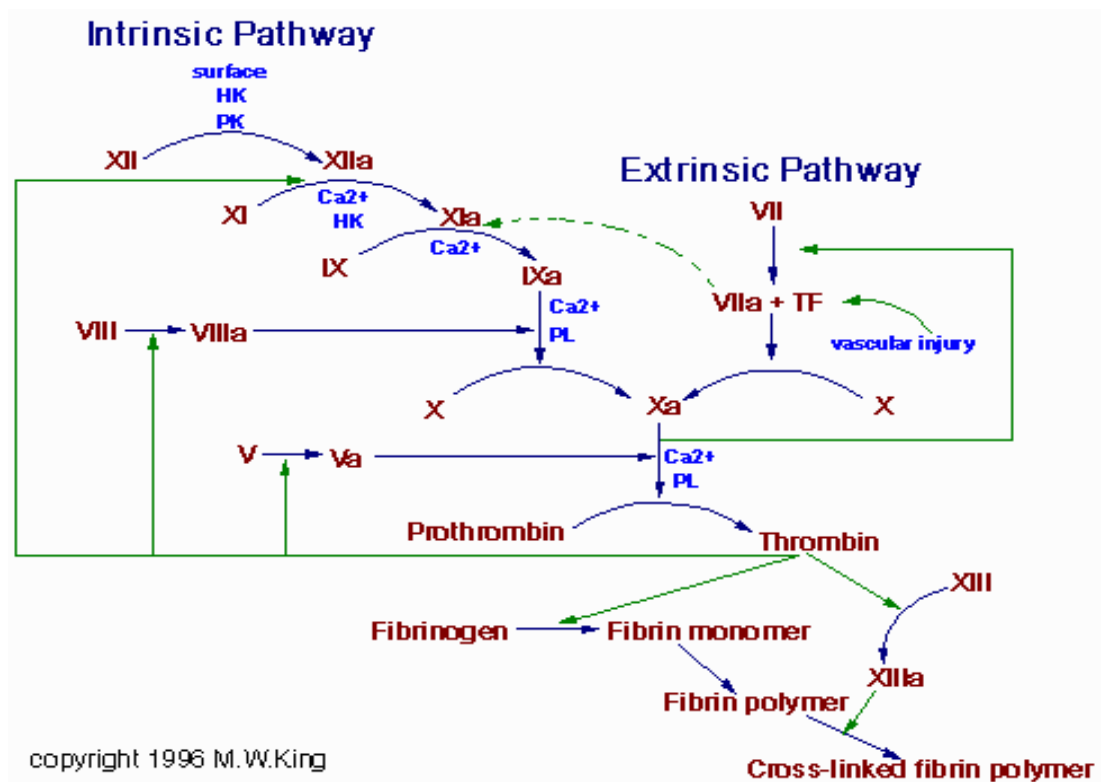 Intrinsic Pathway
surface
HK
PK
XII
XIIa
Extrinsic Pathway
XI
Ca2+
HK
XIa
VII
IX
Ca2+
IXa
VIIa + TF
Ca2+
VIII
VIIIa
PL
vascular injury
X
Xa
X
V
Va
Ca2+
PL
Prothrombin
Thrombin
XIII
Fibrinogen
Fibrin monomer
XIIIa
Fibrin polymer
copyright 1996 M.W.King
Cross-linked fibrin polymer